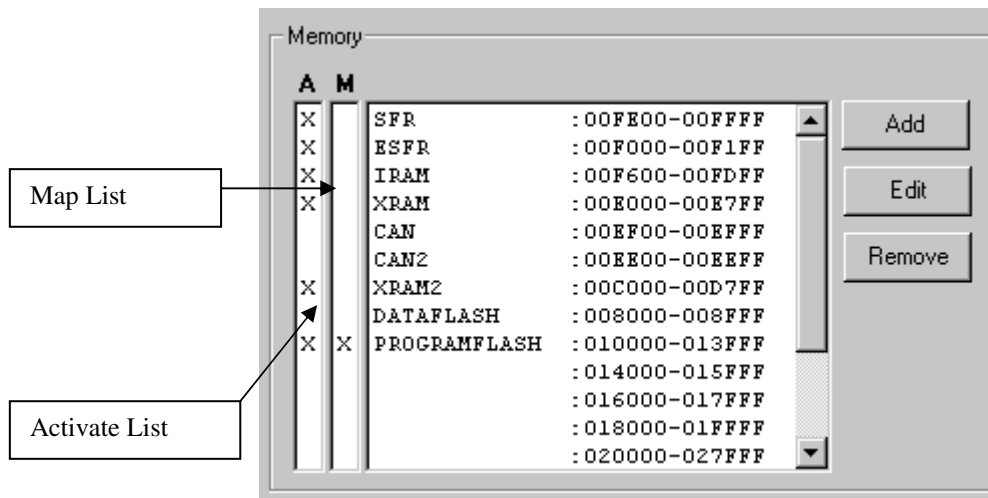 Memory
A M
X SFR :00FE00-00FFFF
X ESFR :00F000-00F1FF
X IRAM :00F600-00FDFF
X XRAM :00E000-00E7FF
CAN :00EF00-00EFFF
CAN2 :00EE00-00EEFF
X XRAM2 :00C000-00D7FF
DATAFLASH :008000-008FFF
X X PROGRAMFLASH :010000-013FFF
:014000-015FFF
:016000-017FFF
:018000-01FFFF
:020000-027FFF
Add
Edit
Remove
Map List
Activate List